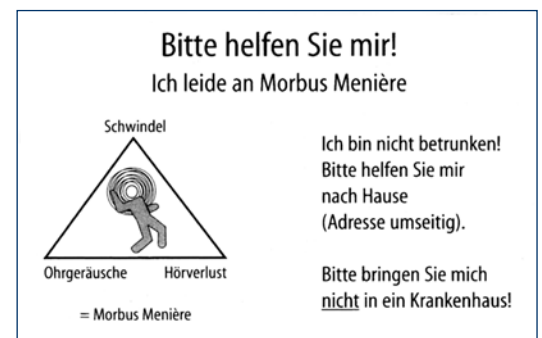 Bitte helfen Sie mir!
Ich leide an Morbus Menière
Schwindel
Ohrgeräusche Hörverlust
= Morbus Menière
Ich bin nicht betrunken!
Bitte helfen Sie mir
nach Hause
(Adresse umseitig).
Bitte bringen Sie mich
nicht in ein Krankenhaus!